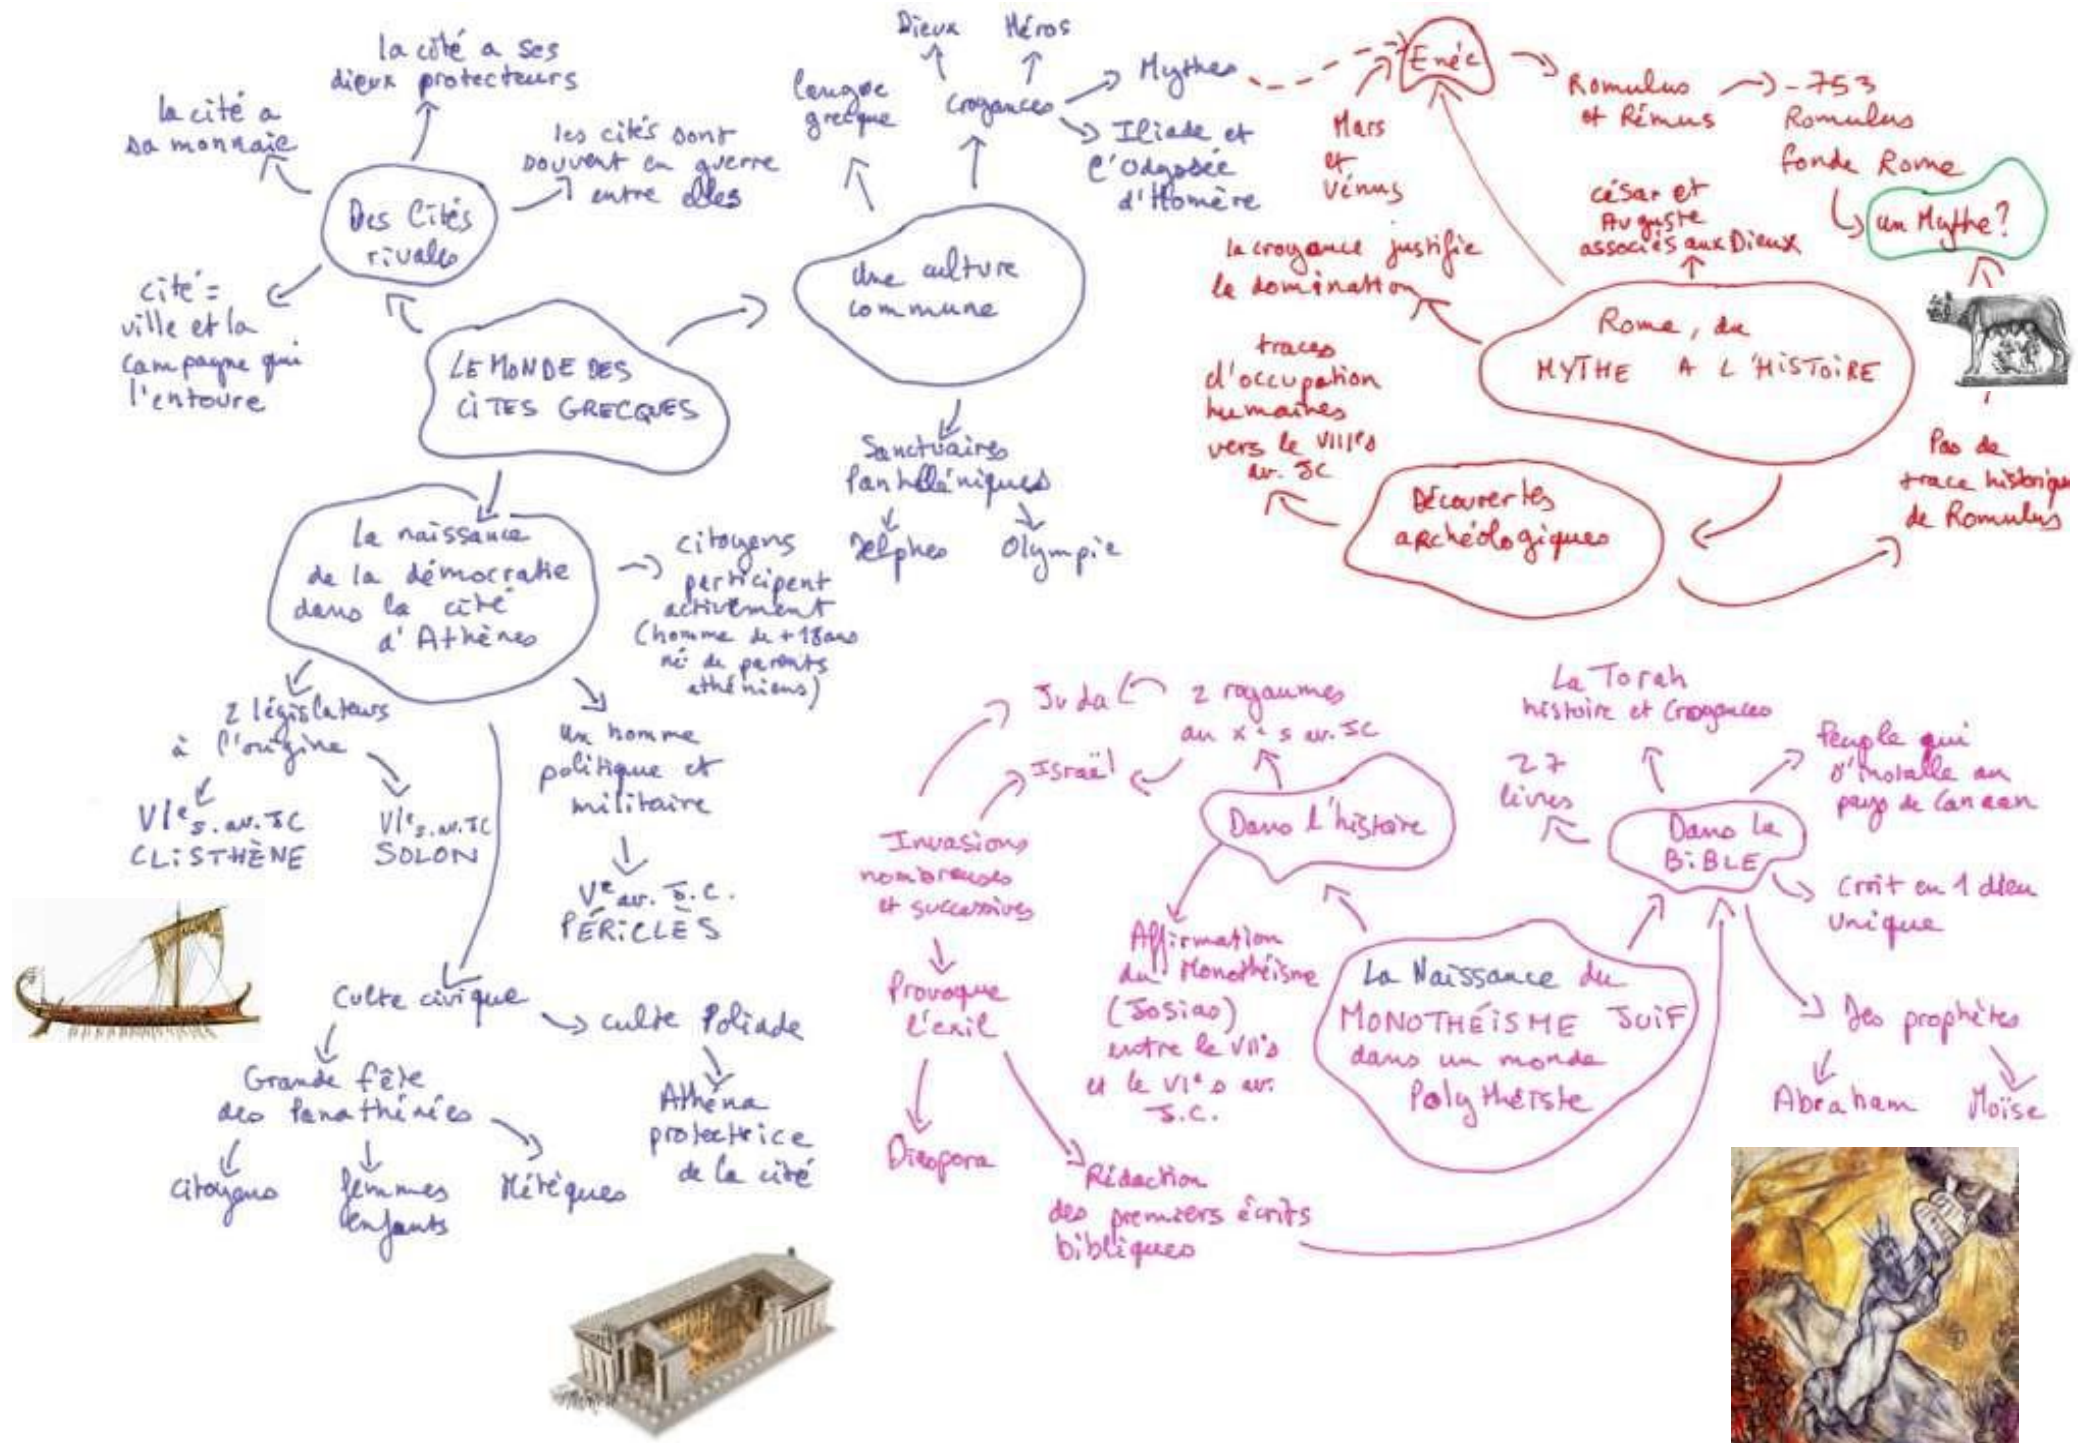 la cité a ses
dieux protecteurs
la cité a
sa monnaie
les cités sont
souvent en guerre
entre elles
Des Cités
rivales
cité =
ville et la
campagne qui
l'entoure
LE MONDE DES
CITES GRECQUES
Dieux
Héros
langue
grecque
Croyances
Mythes
Iliade et
l'Odyssée
d'Homère
Une culture
commune
Sanctuaires
Panhelléniques
Delphes
Olympie
la naissance
de la démocratie
dans la cité
d'Athènes
citoyens
participent
activement
(homme de + 18 ans
né de parents
athéniens)
2 législateurs
à l'origine
VIe s. av. JC
CLISTHÈNE
VIe s. av. JC
SOLON
un homme
politique et
militaire
Ve av. J.C.
PÉRICLÈS
Culte civique
culte Poliade
Athéna
protectrice
de la cité
Grande fête
des Panathénées
citoyens
femmes
enfants
Métèques
Enée
Mars
et
Vénus
Romulus
et Rémus
-753
Romulus
fonde Rome
un Mythe?
César et
Auguste
associés aux Dieux
la croyance justifie
la domination
Rome, du
MYTHE A L'HISTOIRE
traces
d'occupation
humaines
vers le VIIIe s
av. JC
Découvertes
archéologiques
Pas de
trace historique
de Romulus
Juda
2 royaumes
au Xe s av. JC
Israël
Dans l'histoire
Invasions
nombreuses
et successives
Provoque
l'exil
Diaspora
Rédaction
des premiers écrits
bibliques
Affirmation
du Monothéisme
(Josias)
entre le VIIe s
et le VIe s av.
J.C.
La Naissance du
MONOTHÉISME JUIF
dans un monde
Polythéiste
La Torah
histoire et Croyances
27
livres
Dans la
BiBLE
Peuple qui
s'installe au
pays de Canaan
Croit en 1 dieu
unique
Des prophètes
Abraham
Moïse